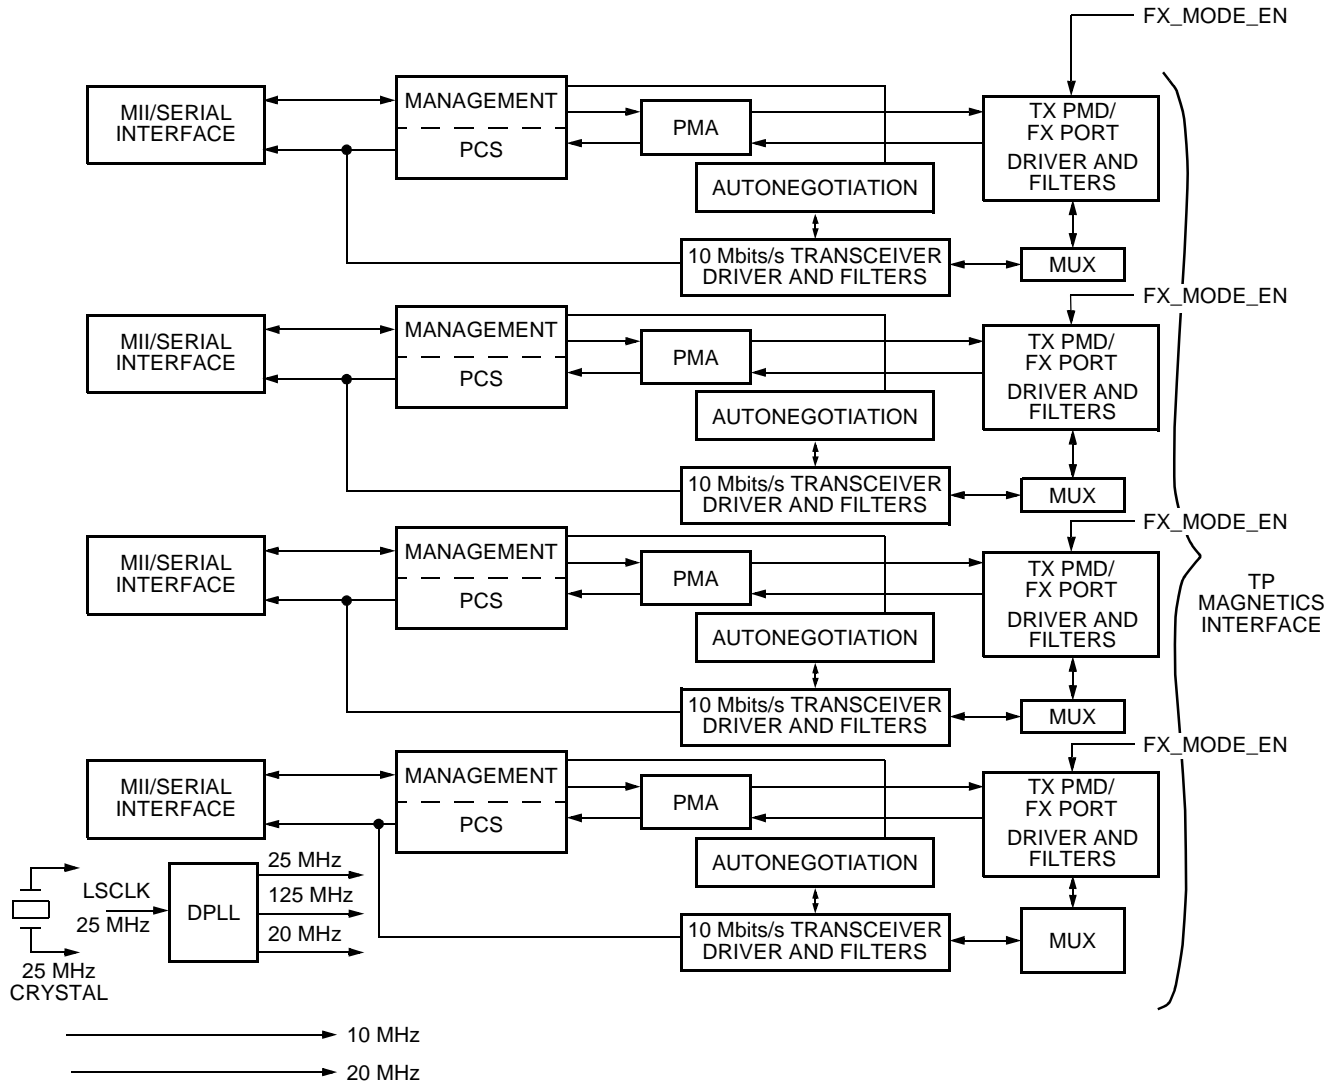 FX_MODE_EN
MII/SERIAL
INTERFACE
MANAGEMENT
PCS
PMA
TX PMD/
FX PORT
DRIVER AND
FILTERS
AUTONEGOTIATION
10 Mbits/s TRANSCEIVER
DRIVER AND FILTERS
MUX
FX_MODE_EN
MII/SERIAL
INTERFACE
MANAGEMENT
PCS
PMA
TX PMD/
FX PORT
DRIVER AND
FILTERS
AUTONEGOTIATION
10 Mbits/s TRANSCEIVER
DRIVER AND FILTERS
MUX
FX_MODE_EN
MII/SERIAL
INTERFACE
MANAGEMENT
PCS
PMA
TX PMD/
FX PORT
DRIVER AND
FILTERS
TP
MAGNETICS
INTERFACE
AUTONEGOTIATION
10 Mbits/s TRANSCEIVER
DRIVER AND FILTERS
MUX
FX_MODE_EN
MII/SERIAL
INTERFACE
MANAGEMENT
PCS
PMA
TX PMD/
FX PORT
DRIVER AND
FILTERS
AUTONEGOTIATION
10 Mbits/s TRANSCEIVER
DRIVER AND FILTERS
MUX
LSCLK
25 MHz
DPLL
25 MHz
125 MHz
20 MHz
25 MHz
CRYSTAL
10 MHz
20 MHz